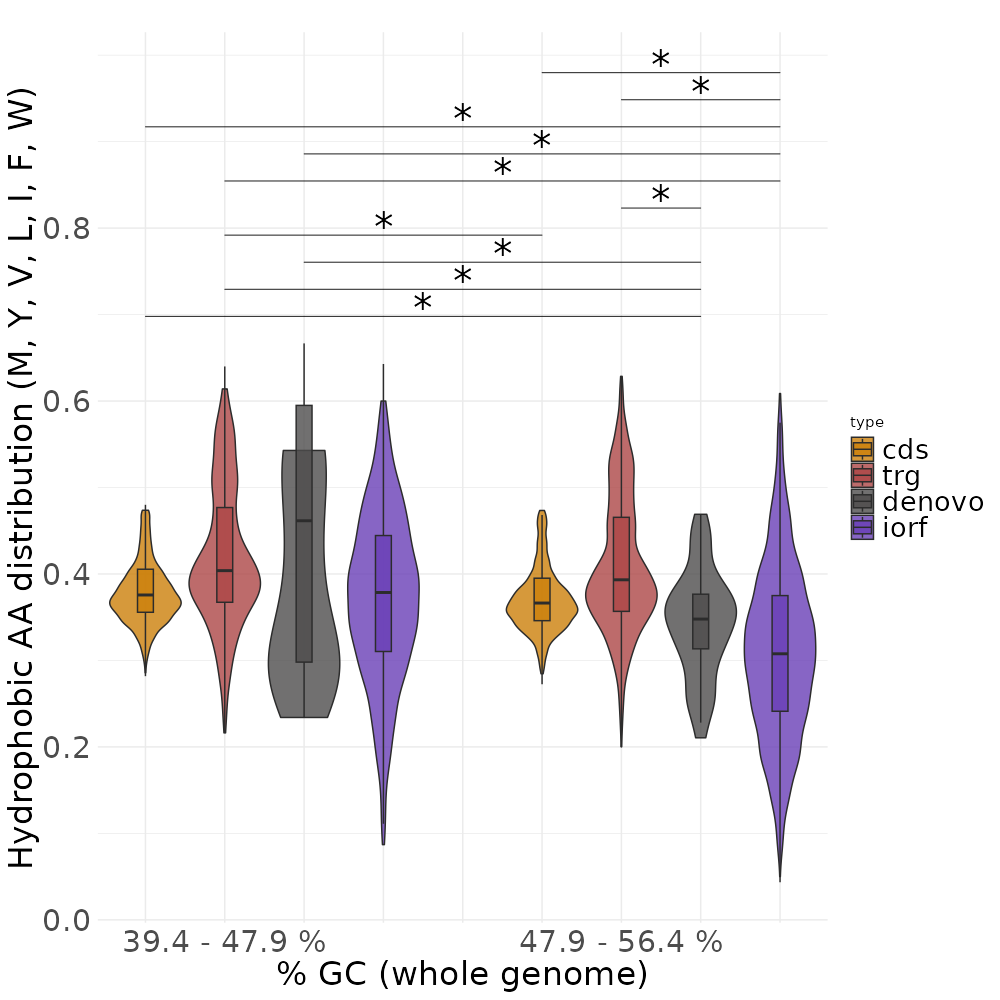 Hydrophobic AA distribution (M, Y, V, L, I, F, W)
*
*
*
*
*
*
*
*
*
*
0.8
0.6
0.4
0.2
0.0
39.4 - 47.9 %
47.9 - 56.4 %
% GC (whole genome)
type
cds
trg
denovo
iorf